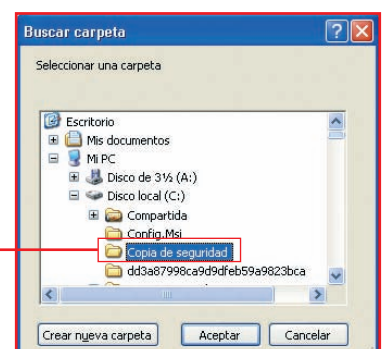 Buscar carpeta
Seleccionar una carpeta
Escritorio
Mis documentos
Mi PC
Disco de 3½ (A:)
Disco local (C:)
Compartida
Config.Msi
Copia de seguridad
dd3a87998ca9d9dfeb59a9823bca
Crear nueva carpeta Aceptar Cancelar